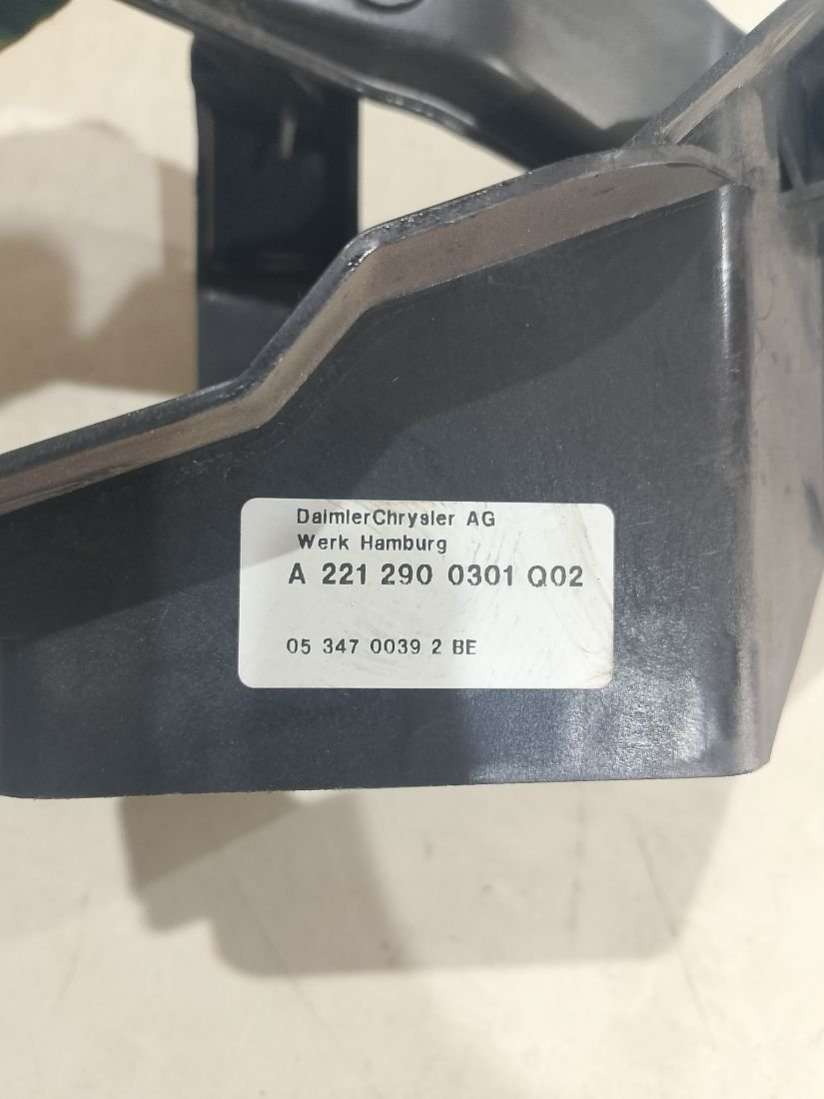 DaimlerChrysler AG
Werk Hamburg
A 221 290 0301 Q02
05 347 0039 2 BE